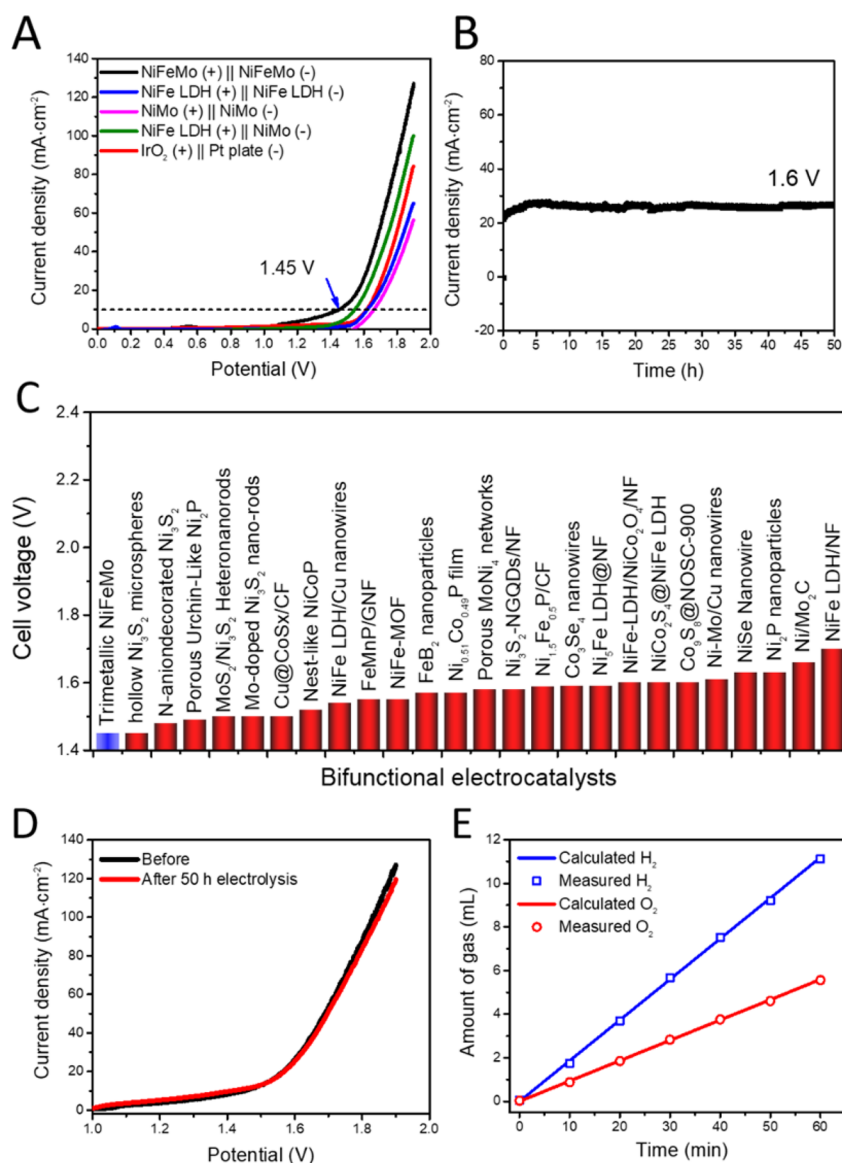 A
NiFeMo (+) || NiFeMo (-)
NiFe LDH (+) || NiFe LDH (-)
NiMo (+) || NiMo (-)
NiFe LDH (+) || NiMo (-)
IrO₂ (+) || Pt plate (-)
1.45 V
Current density (mA·cm⁻²)
140
120
100
80
60
40
20
0
0.0 0.2 0.4 0.6 0.8 1.0 1.2 1.4 1.6 1.8 2.0
Potential (V)
B
1.6 V
Current density (mA·cm⁻²)
80
60
40
20
0
-20
0 5 10 15 20 25 30 35 40 45 50
Time (h)
C
Cell voltage (V)
2.4
2.2
2.0
1.8
1.6
1.4
Trimetallic NiFeMo
hollow Ni₃S₂ microspheres
N-aniondecorated Ni₃S₂
Porous Urchin-Like Ni₂P
MoS₂/Ni₃S₂ Heteronanorods
Mo-doped Ni₃S₂ nano-rods
Cu@CoSx/CF
Nest-like NiCoP
NiFe LDH/Cu nanowires
FeMnP/GNF
NiFe-MOF
FeB₂ nanoparticles
Ni₀.₅₁Co₀.₄₉P film
Porous MoNi₄ networks
Ni₃S₂-NGQDs/NF
Ni₁.₅Fe₀.₅P/CF
Co₃Se₄ nanowires
Ni₅Fe LDH@NF
NiFe-LDH/NiCo₂O₄/NF
NiCo₂S₄@NiFe LDH
Co₉S₈@NOSC-900
Ni-Mo/Cu nanowires
NiSe Nanowire
Ni₂P nanoparticles
Ni/Mo₂C
NiFe LDH/NF
Bifunctional electrocatalysts
D
Before
After 50 h electrolysis
Current density (mA·cm⁻²)
140
120
100
80
60
40
20
0
1.0 1.2 1.4 1.6 1.8 2.0
Potential (V)
E
Calculated H₂
Measured H₂
Calculated O₂
Measured O₂
Amount of gas (mL)
12
10
8
6
4
2
0
0 10 20 30 40 50 60
Time (min)